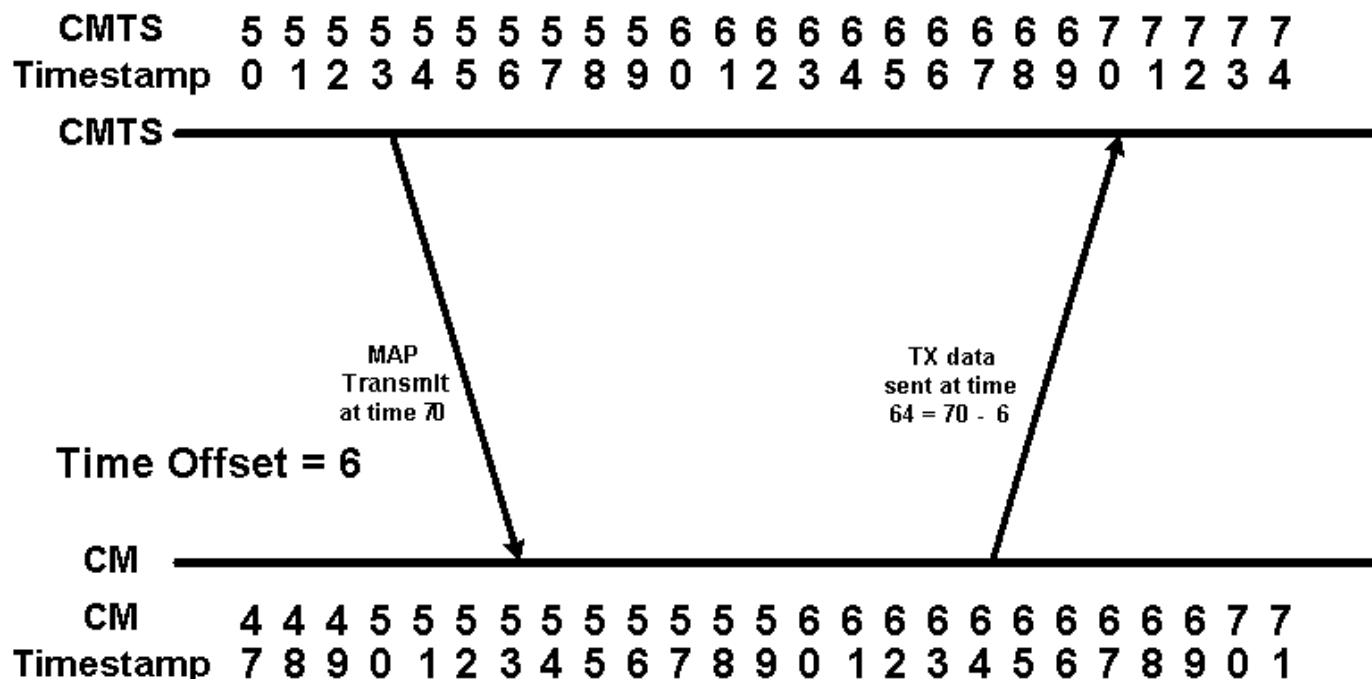 CMTS 5 5 5 5 5 5 5 5 5 5 6 6 6 6 6 6 6 6 6 6 7 7 7 7 7
Timestamp 0 1 2 3 4 5 6 7 8 9 0 1 2 3 4 5 6 7 8 9 0 1 2 3 4
CMTS
MAP
Transmit
at time 70
TX data
sent at time
64 = 70 - 6
Time Offset = 6
CM
CM 4 4 4 5 5 5 5 5 5 5 5 5 5 6 6 6 6 6 6 6 6 6 6 7 7
Timestamp 7 8 9 0 1 2 3 4 5 6 7 8 9 0 1 2 3 4 5 6 7 8 9 0 1